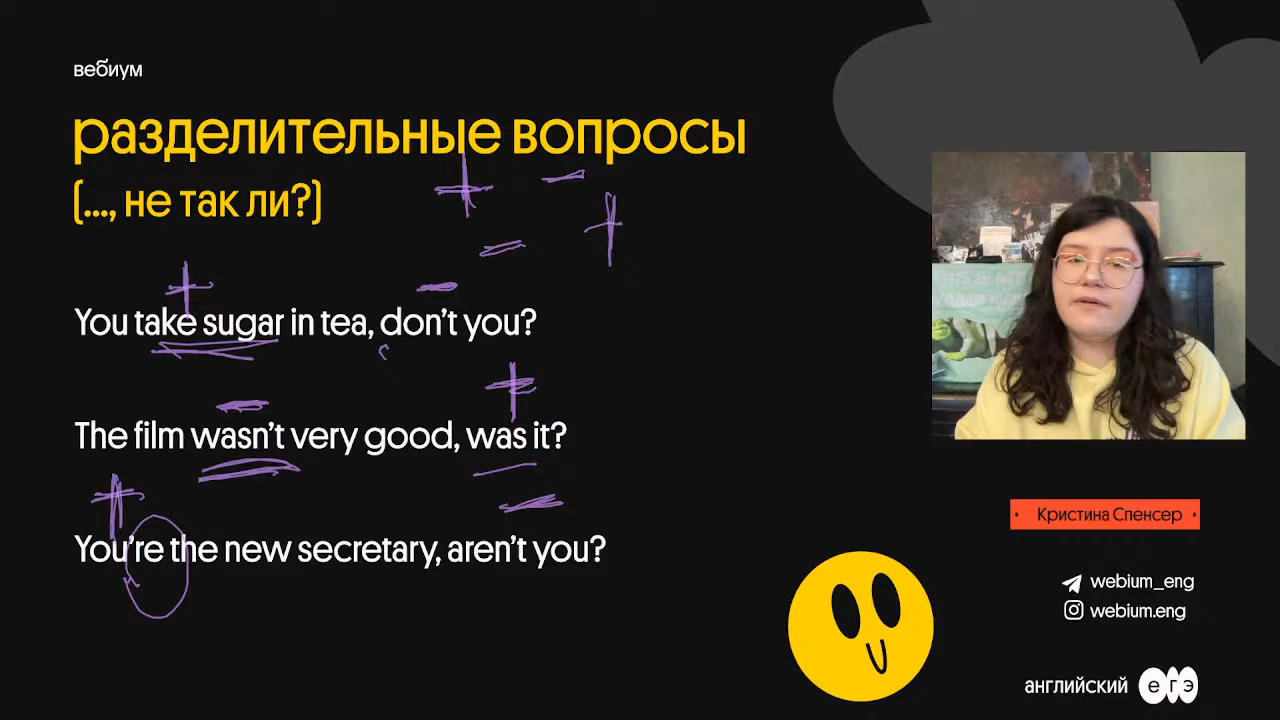 вебиум
разделительные вопросы
(..., не так ли?)
You take sugar in tea, don't you?
The film wasn't very good, was it?
You're the new secretary, aren't you?
Кристина Спенсер
webium_eng
webium.eng
английский егэ